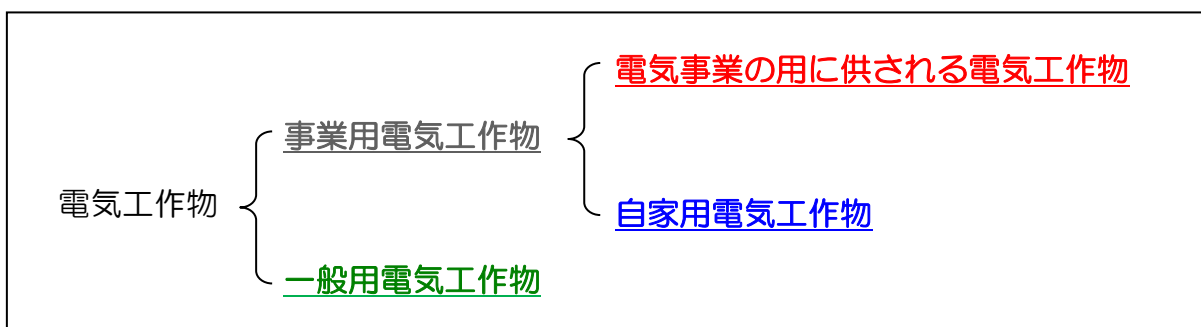 電気事業の用に供される電気工作物
事業用電気工作物
電気工作物
自家用電気工作物
一般用電気工作物